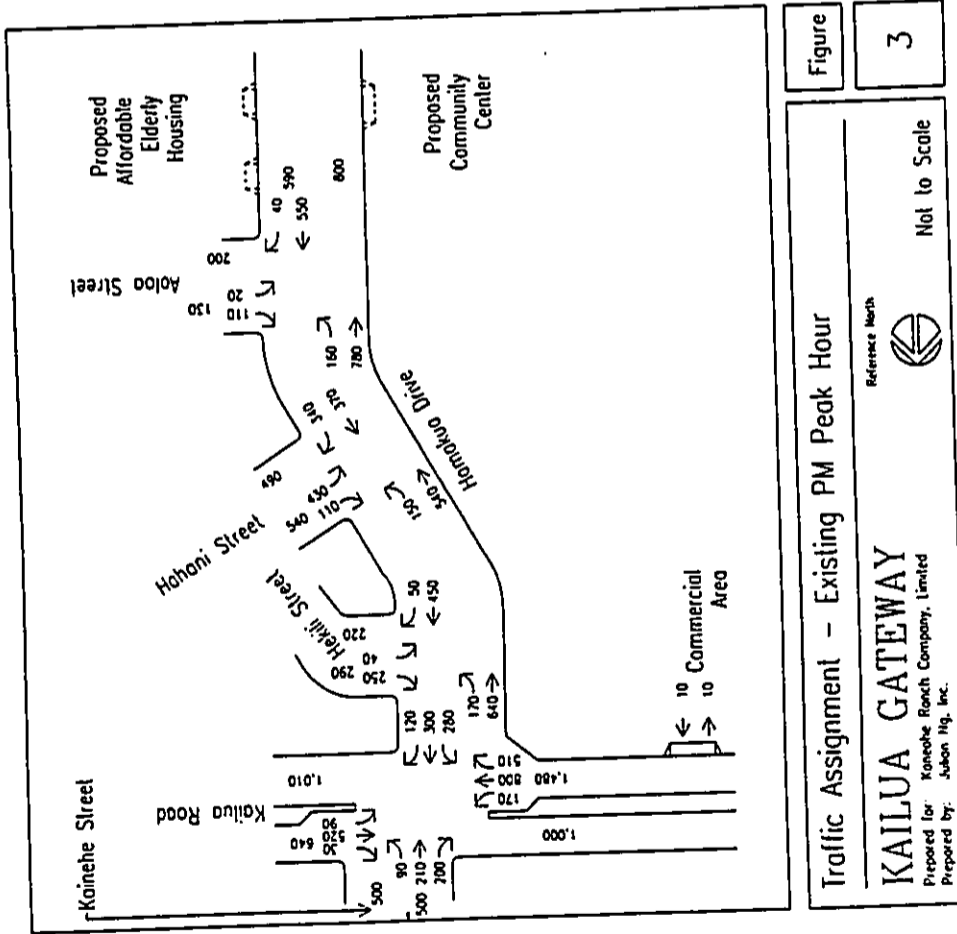 Kainehe Street
Kailua Road
Hekili Street
Hahani Street
Aoloa Street
Hamakua Drive
Proposed
Affordable
Elderly
Housing
Proposed
Community
Center
Commercial
Area
500
500
90
210
200
640
30
520
90
1,010
1,000
170
800
510
1,480
120
300
280
120
640
10
10
290
250
40
220
50
450
540
110
430
490
150
540
340
370
130
110
20
200
160
780
40
550
590
800
Traffic Assignment - Existing PM Peak Hour
KAILUA GATEWAY
Prepared for: Kaneohe Ranch Company, Limited
Prepared by: Julian Ng, Inc.
Reference North
Not to Scale
Figure
3